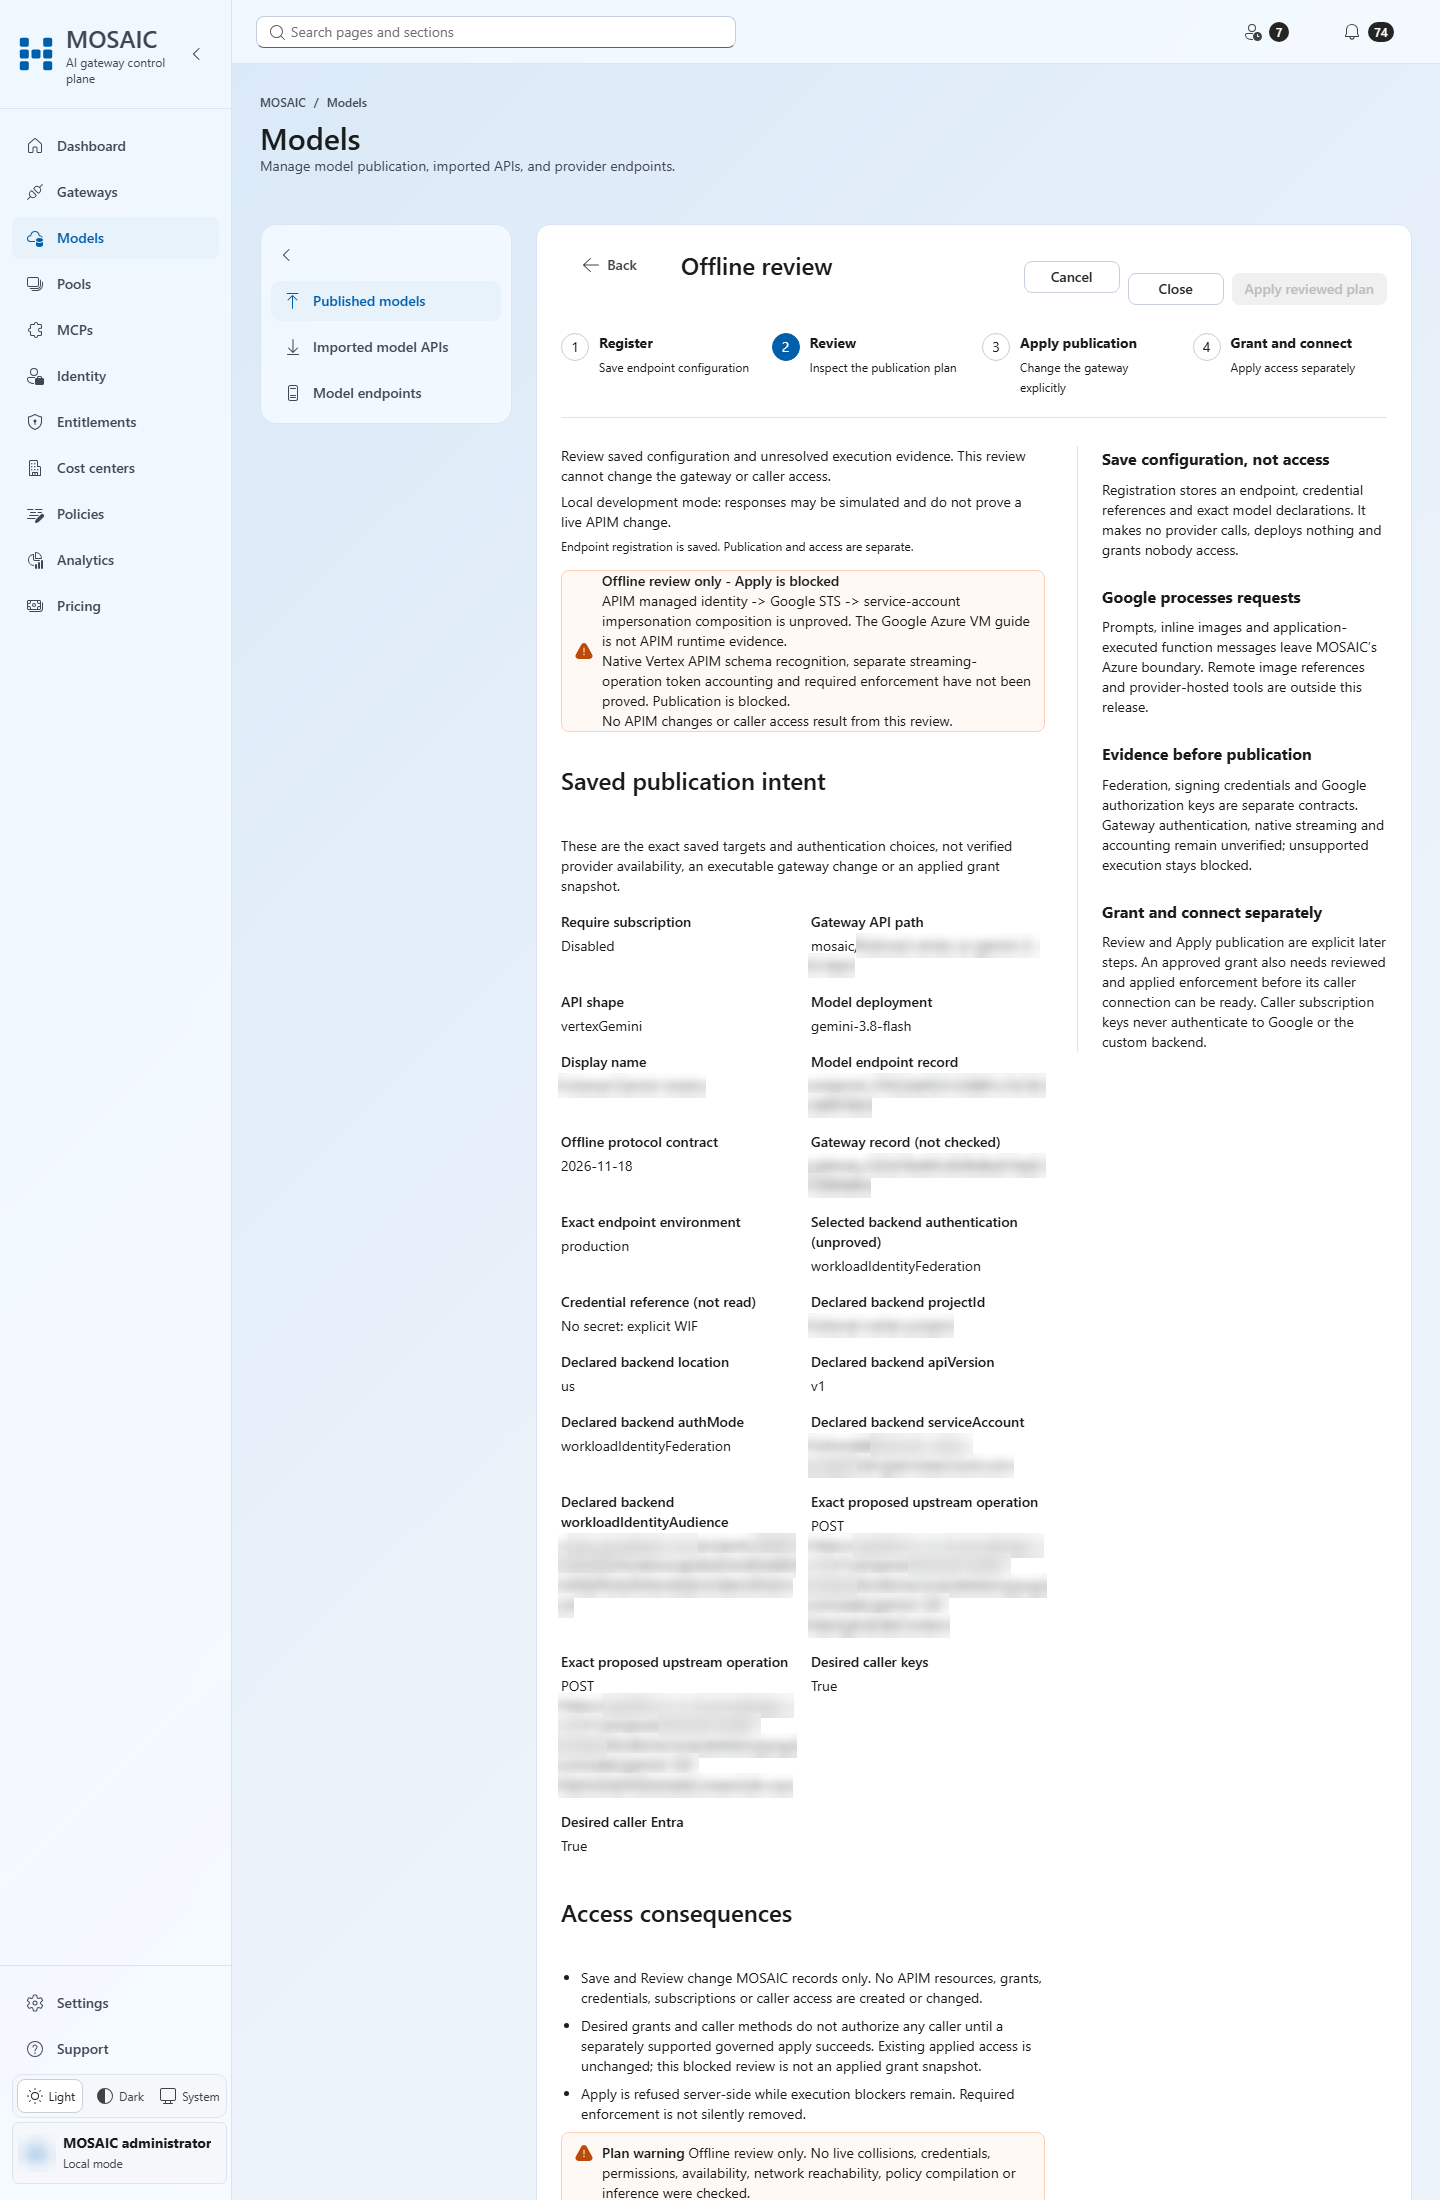 MOSAIC
AI gateway control
plane
Search pages and sections
7
74
Dashboard
Gateways
Models
Pools
MCPs
Identity
Entitlements
Cost centers
Policies
Analytics
Pricing
Settings
Support
Light
Dark
System
MOSAIC administrator
Local mode
MOSAIC / Models
Models
Manage model publication, imported APIs, and provider endpoints.
Published models
Imported model APIs
Model endpoints
Back
Offline review
Cancel
Close
Apply reviewed plan
1
Register
Save endpoint configuration
2
Review
Inspect the publication plan
3
Apply publication
Change the gateway
explicitly
4
Grant and connect
Apply access separately
Review saved configuration and unresolved execution evidence. This review
cannot change the gateway or caller access.
Local development mode: responses may be simulated and do not prove a
live APIM change.
Endpoint registration is saved. Publication and access are separate.
Offline review only - Apply is blocked
APIM managed identity -> Google STS -> service-account
impersonation composition is unproved. The Google Azure VM guide
is not APIM runtime evidence.
Native Vertex APIM schema recognition, separate streaming-
operation token accounting and required enforcement have not been
proved. Publication is blocked.
No APIM changes or caller access result from this review.
Saved publication intent
These are the exact saved targets and authentication choices, not verified
provider availability, an executable gateway change or an applied grant
snapshot.
Require subscription
Disabled
Gateway API path
mosaic/
API shape
vertexGemini
Model deployment
gemini-3.8-flash
Display name
Model endpoint record
Offline protocol contract
2026-11-18
Gateway record (not checked)
Exact endpoint environment
production
Selected backend authentication
(unproved)
workloadIdentityFederation
Credential reference (not read)
No secret: explicit WIF
Declared backend projectId
Declared backend location
us
Declared backend apiVersion
v1
Declared backend authMode
workloadIdentityFederation
Declared backend serviceAccount
Declared backend
workloadIdentityAudience
Exact proposed upstream operation
POST
Exact proposed upstream operation
POST
Desired caller keys
True
Desired caller Entra
True
Access consequences
• Save and Review change MOSAIC records only. No APIM resources, grants,
credentials, subscriptions or caller access are created or changed.
• Desired grants and caller methods do not authorize any caller until a
separately supported governed apply succeeds. Existing applied access is
unchanged; this blocked review is not an applied grant snapshot.
• Apply is refused server-side while execution blockers remain. Required
enforcement is not silently removed.
Plan warning Offline review only. No live collisions, credentials,
permissions, availability, network reachability, policy compilation or
inference were checked.
Save configuration, not access
Registration stores an endpoint, credential
references and exact model declarations. It
makes no provider calls, deploys nothing and
grants nobody access.
Google processes requests
Prompts, inline images and application-
executed function messages leave MOSAIC's
Azure boundary. Remote image references
and provider-hosted tools are outside this
release.
Evidence before publication
Federation, signing credentials and Google
authorization keys are separate contracts.
Gateway authentication, native streaming and
accounting remain unverified; unsupported
execution stays blocked.
Grant and connect separately
Review and Apply publication are explicit later
steps. An approved grant also needs reviewed
and applied enforcement before its caller
connection can be ready. Caller subscription
keys never authenticate to Google or the
custom backend.